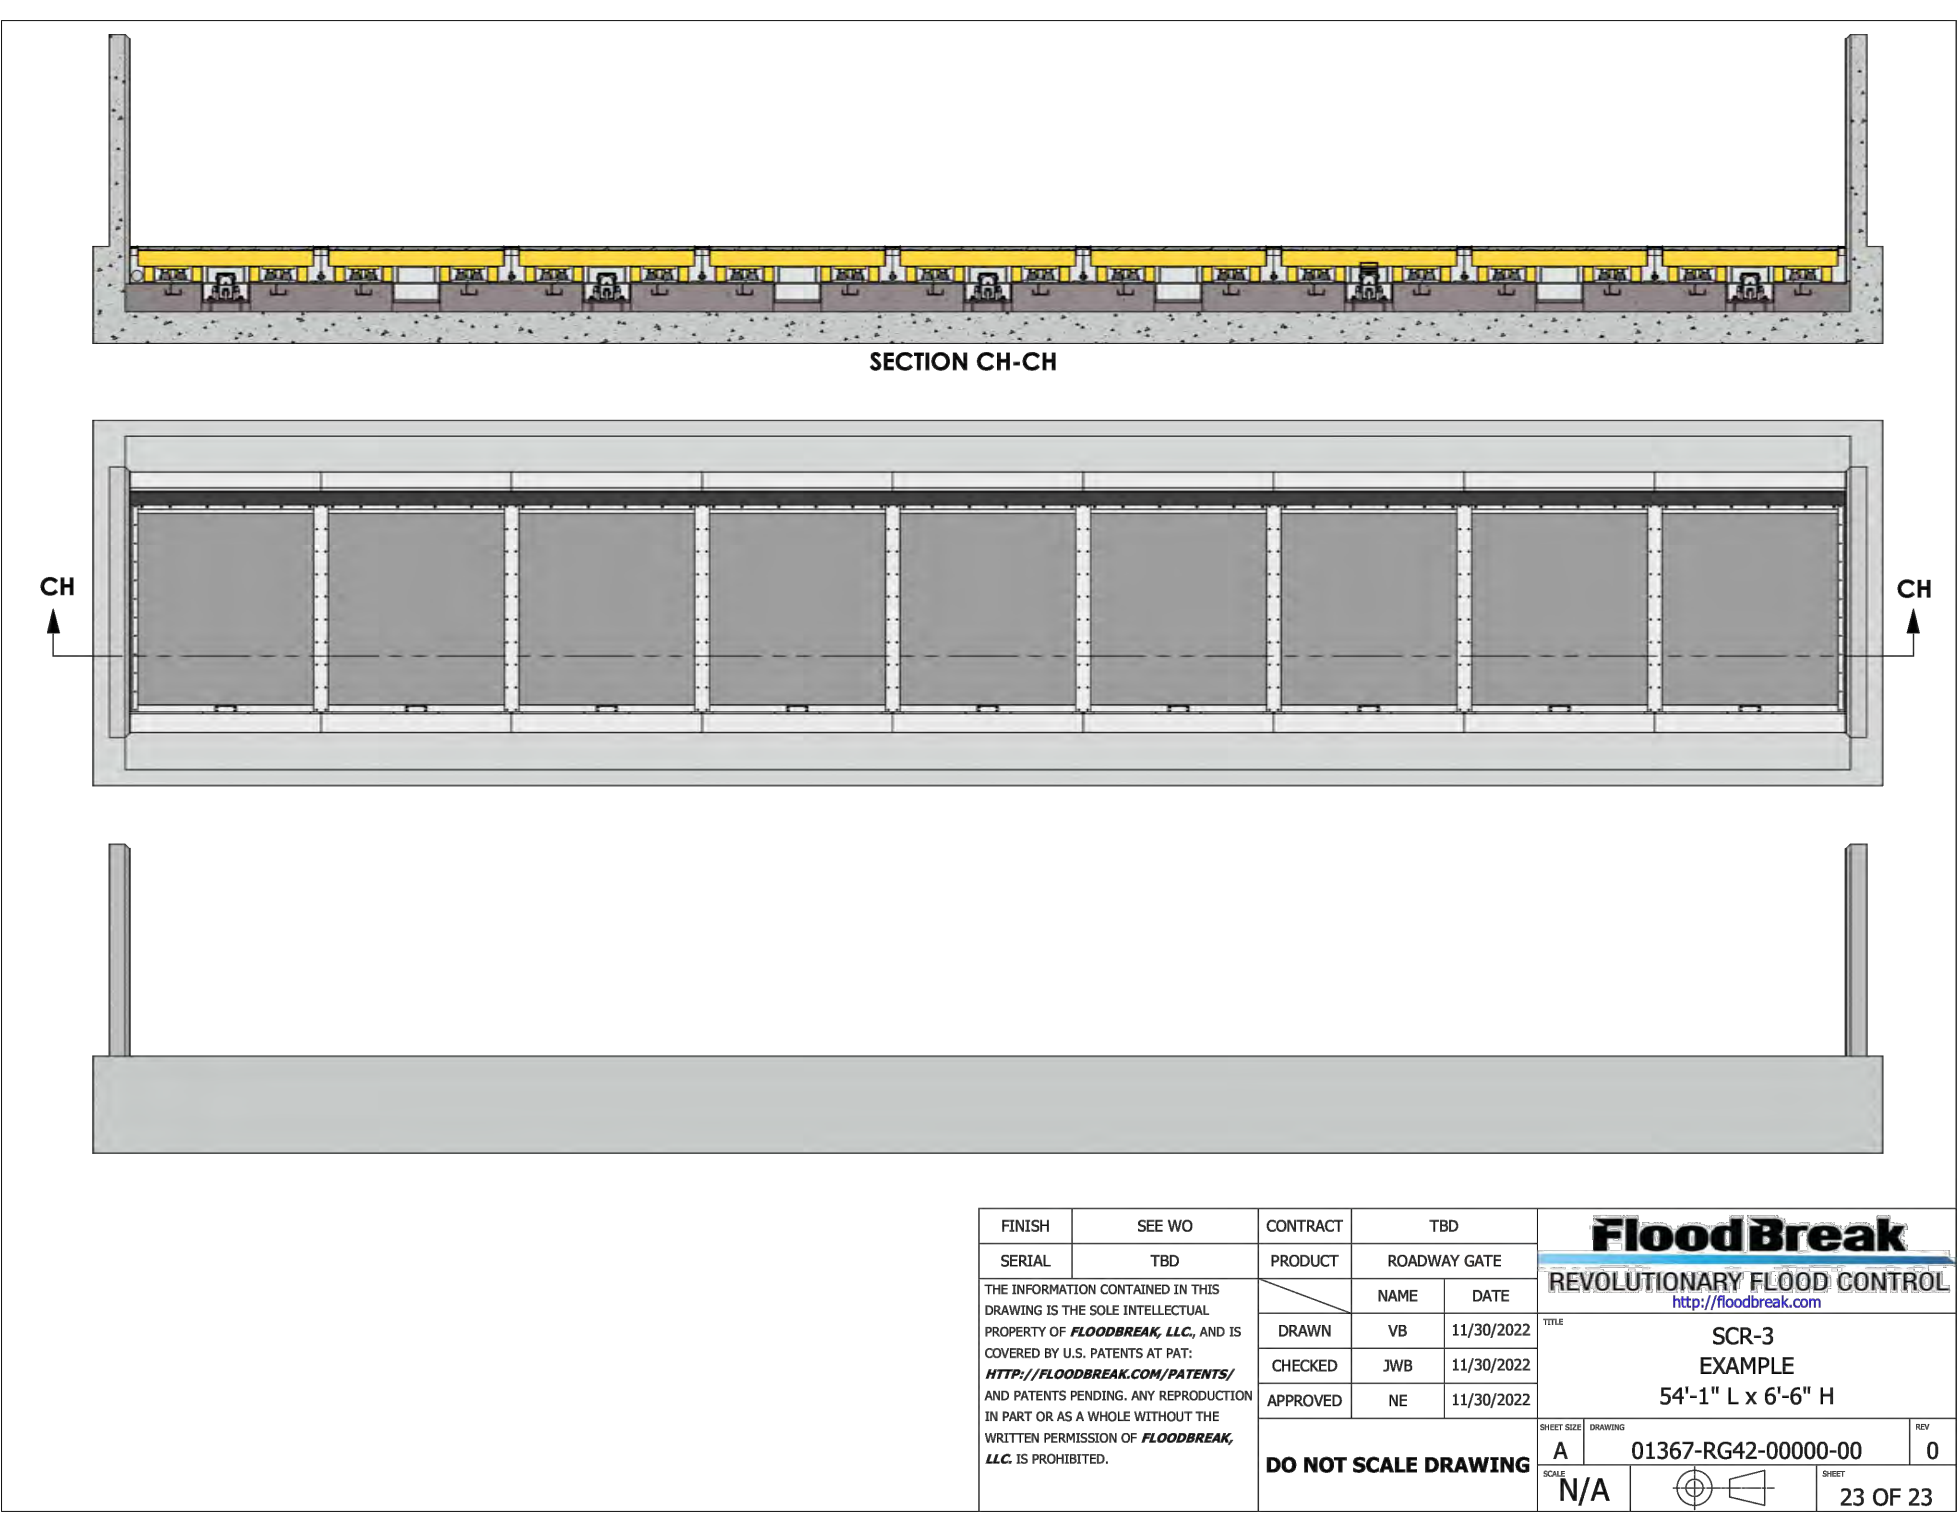 SECTION CH-CH
CH
CH
FINISH
SEE WO
CONTRACT
TBD
SERIAL
TBD
PRODUCT
ROADWAY GATE
THE INFORMATION CONTAINED IN THIS
DRAWING IS THE SOLE INTELLECTUAL
PROPERTY OF FLOODBREAK, LLC., AND IS
COVERED BY U.S. PATENTS AT PAT:
HTTP://FLOODBREAK.COM/PATENTS/
AND PATENTS PENDING. ANY REPRODUCTION
IN PART OR AS A WHOLE WITHOUT THE
WRITTEN PERMISSION OF FLOODBREAK,
LLC. IS PROHIBITED.
NAME
DATE
DRAWN
VB
11/30/2022
CHECKED
JWB
11/30/2022
APPROVED
NE
11/30/2022
DO NOT SCALE DRAWING
FloodBreak
REVOLUTIONARY FLOOD CONTROL
http://floodbreak.com
TITLE
SCR-3
EXAMPLE
54'-1" L x 6'-6" H
SHEET SIZE
A
DRAWING
01367-RG42-00000-00
REV
0
SCALE
N/A
SHEET
23 OF 23